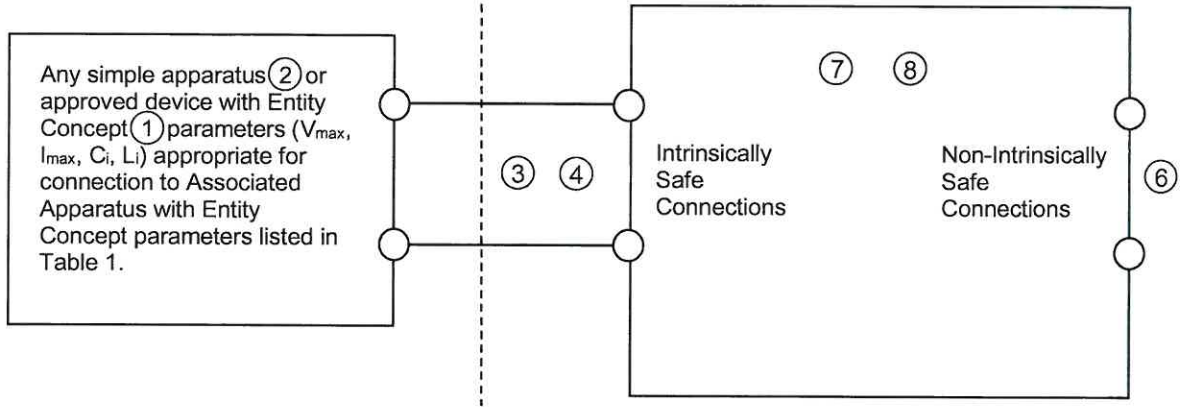 Any simple apparatus ② or
approved device with Entity
Concept ① parameters (Vmax,
Imax, Ci, Li) appropriate for
connection to Associated
Apparatus with Entity
Concept parameters listed in
Table 1.
③ ④
⑦ ⑧
Intrinsically
Safe
Connections
Non-Intrinsically
Safe
Connections
⑥